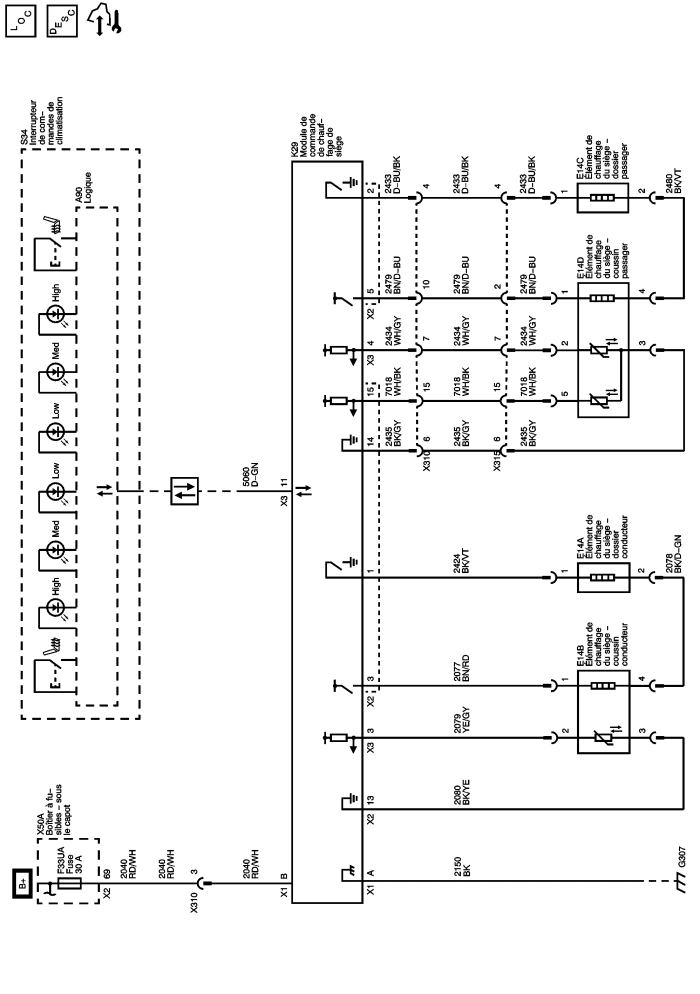 LOC
DESC
S34
Interrupteur
de com-
mandes de
climatisation
A90
Logique
High
Med
Low
Low
Med
High
X50A
Boîtier à fu-
sibles – sous
le capot
F33UA
Fuse
30 A
B+
X2
69
2040
RD/WH
2040
RD/WH
X310
3
2040
RD/WH
X1
B
5060
D–GN
X3
11
K29
Module de
commande
de chauf-
fage de
siège
2
2433
D–BU/BK
4
2433
D–BU/BK
4
2433
D–BU/BK
1
E14C
Élément de
chauffage
du siège –
dossier
passager
2
2480
BK/VT
X2
5
2479
BN/D–BU
10
2479
BN/D–BU
2
2479
BN/D–BU
1
E14D
Élément de
chauffage
du siège –
coussin
passager
4
X3
4
2434
WH/GY
7
2434
WH/GY
7
2434
WH/GY
2
3
15
7018
WH/BK
15
7018
WH/BK
15
7018
WH/BK
5
14
2435
BK/GY
X310
6
2435
BK/GY
X315
6
2435
BK/GY
1
2424
BK/VT
1
E14A
Élément de
chauffage
du siège –
dossier
conducteur
2
2078
BK/D–GN
X2
3
2077
BN/RD
1
E14B
Élément de
chauffage
du siège –
coussin
conducteur
4
X3
3
2079
YE/GY
2
3
X2
13
2080
BK/YE
X1
A
2150
BK
G307